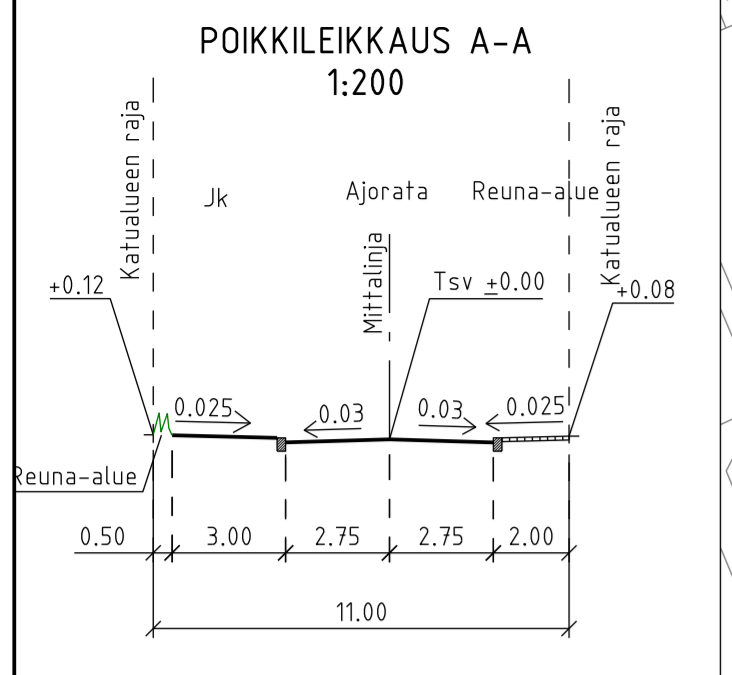 POIKKILEIKKAUS A-A
1:200
Katualueen raja
Jk
Ajorata
Reuna-alue
Katualueen raja
Mittalinja
+0.12
Tsv ±0.00
+0.08
0.025
0.03
0.03
0.025
Reuna-alue
0.50
3.00
2.75
2.75
2.00
11.00